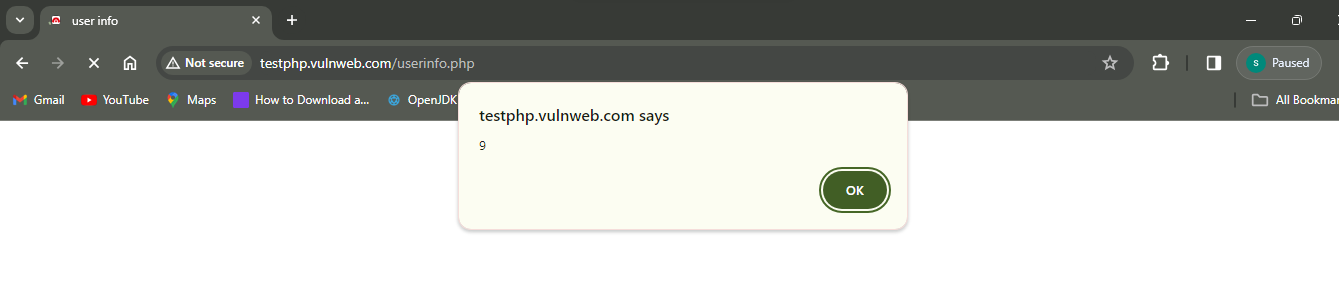 user info
Not secure testphp.vulnweb.com/userinfo.php S Paused
Gmail YouTube Maps How to Download a... OpenJDK All Bookmar
testphp.vulnweb.com says
9
OK